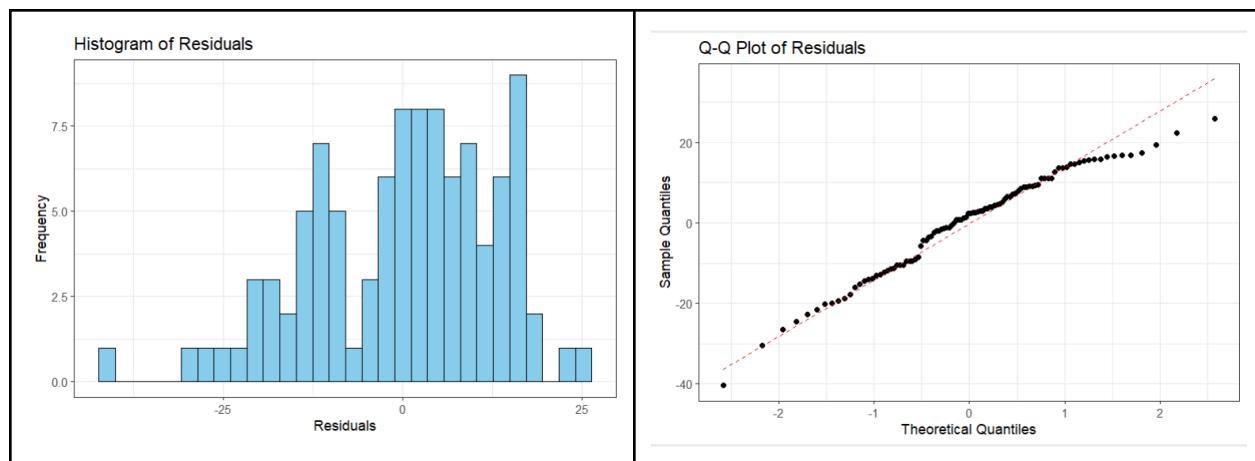 Histogram of Residuals
7.5
5.0
2.5
0.0
Frequency
-25
0
25
Residuals
Q-Q Plot of Residuals
20
0
-20
-40
Sample Quantiles
-2
-1
0
1
2
Theoretical Quantiles